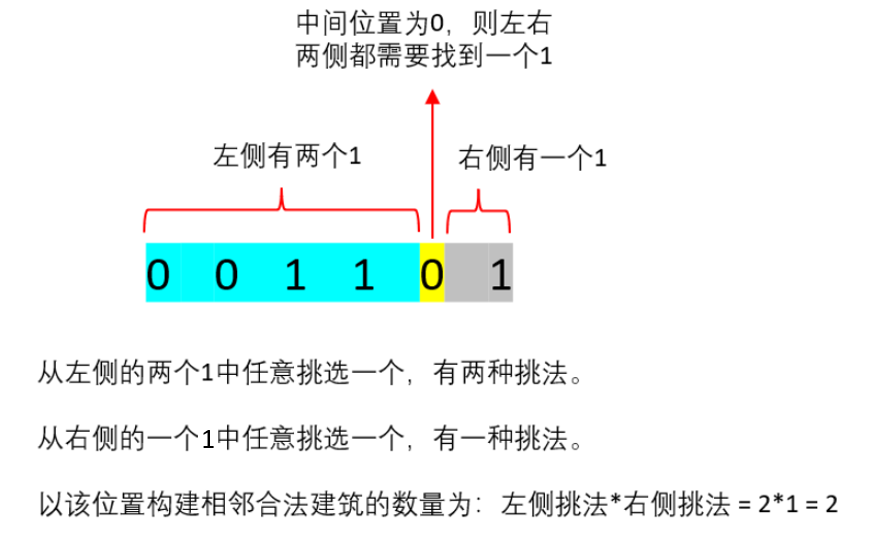 中间位置为0，则左右
两侧都需要找到一个1
左侧有两个1
右侧有一个1
0 0 1 1 0 1
从左侧的两个1中任意挑选一个，有两种挑法。
从右侧的一个1中任意挑选一个，有一种挑法。
以该位置构建相邻合法建筑的数量为：左侧挑法*右侧挑法 = 2*1 = 2